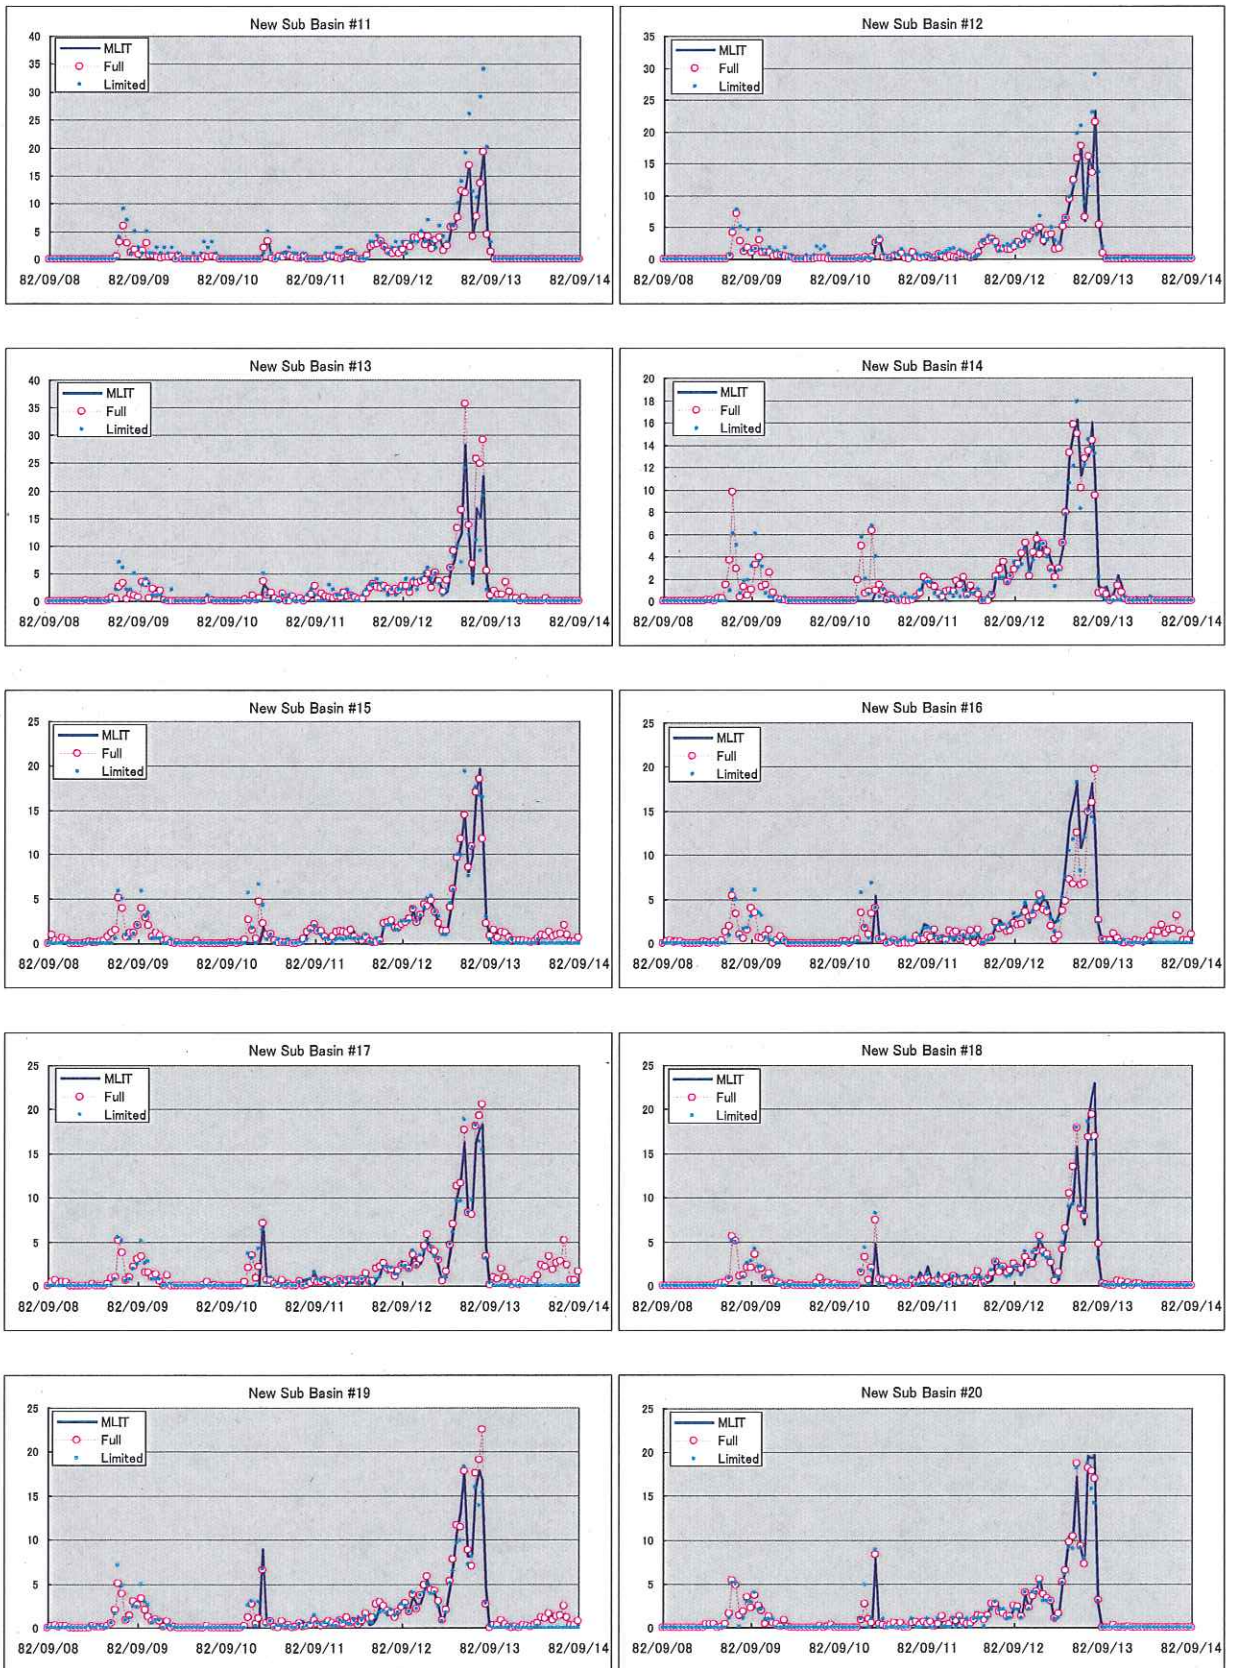 New Sub Basin #11
40
35
30
25
20
15
10
5
0
MLIT
Full
Limited
82/09/08 82/09/09 82/09/10 82/09/11 82/09/12 82/09/13 82/09/14
New Sub Basin #12
35
30
25
20
15
10
5
0
MLIT
Full
Limited
82/09/08 82/09/09 82/09/10 82/09/11 82/09/12 82/09/13 82/09/14
New Sub Basin #13
40
35
30
25
20
15
10
5
0
MLIT
Full
Limited
82/09/08 82/09/09 82/09/10 82/09/11 82/09/12 82/09/13 82/09/14
New Sub Basin #14
20
18
16
14
12
10
8
6
4
2
0
MLIT
Full
Limited
82/09/08 82/09/09 82/09/10 82/09/11 82/09/12 82/09/13 82/09/14
New Sub Basin #15
25
20
15
10
5
0
MLIT
Full
Limited
82/09/08 82/09/09 82/09/10 82/09/11 82/09/12 82/09/13 82/09/14
New Sub Basin #16
25
20
15
10
5
0
MLIT
Full
Limited
82/09/08 82/09/09 82/09/10 82/09/11 82/09/12 82/09/13 82/09/14
New Sub Basin #17
25
20
15
10
5
0
MLIT
Full
Limited
82/09/08 82/09/09 82/09/10 82/09/11 82/09/12 82/09/13 82/09/14
New Sub Basin #18
25
20
15
10
5
0
MLIT
Full
Limited
82/09/08 82/09/09 82/09/10 82/09/11 82/09/12 82/09/13 82/09/14
New Sub Basin #19
25
20
15
10
5
0
MLIT
Full
Limited
82/09/08 82/09/09 82/09/10 82/09/11 82/09/12 82/09/13 82/09/14
New Sub Basin #20
25
20
15
10
5
0
MLIT
Full
Limited
82/09/08 82/09/09 82/09/10 82/09/11 82/09/12 82/09/13 82/09/14